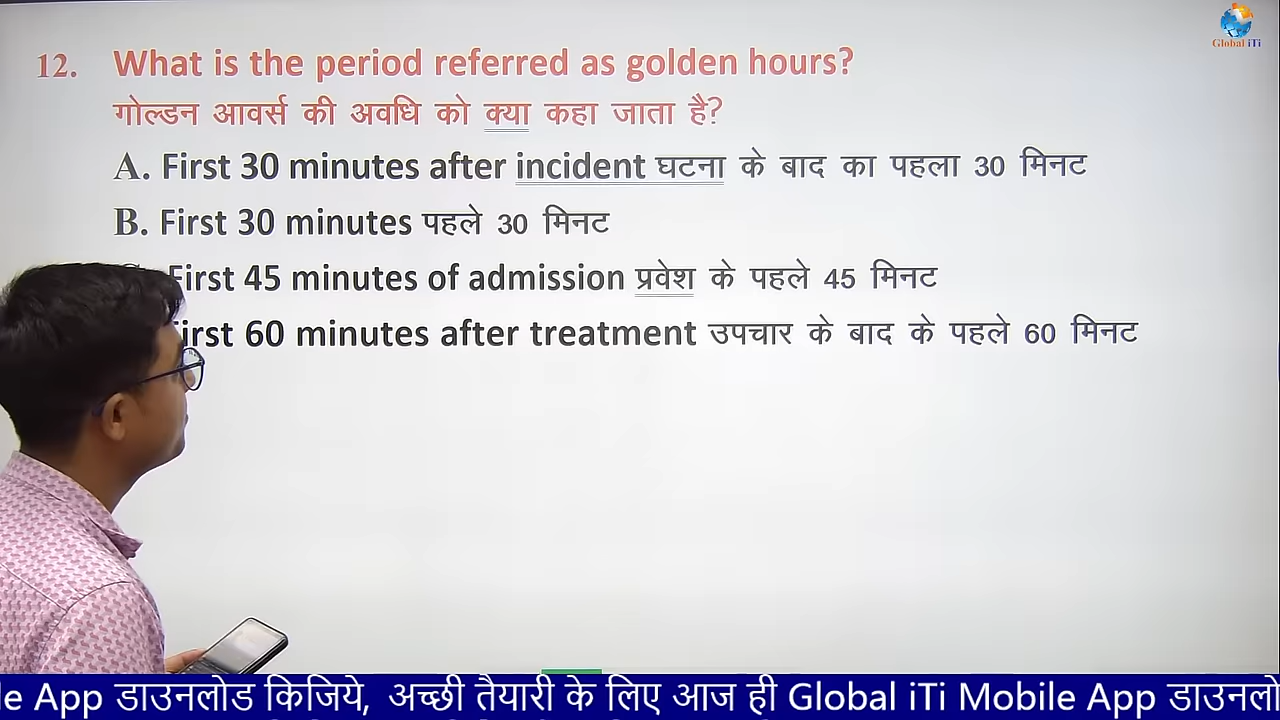 Global iTi
12. What is the period referred as golden hours?
गोल्डन आवर्स की अवधि को क्या कहा जाता है?
A. First 30 minutes after incident घटना के बाद का पहला 30 मिनट
B. First 30 minutes पहले 30 मिनट
First 45 minutes of admission प्रवेश के पहले 45 मिनट
First 60 minutes after treatment उपचार के बाद के पहले 60 मिनट
le App डाउनलोड किजिये, अच्छी तैयारी के लिए आज ही Global iTi Mobile App डाउनलो